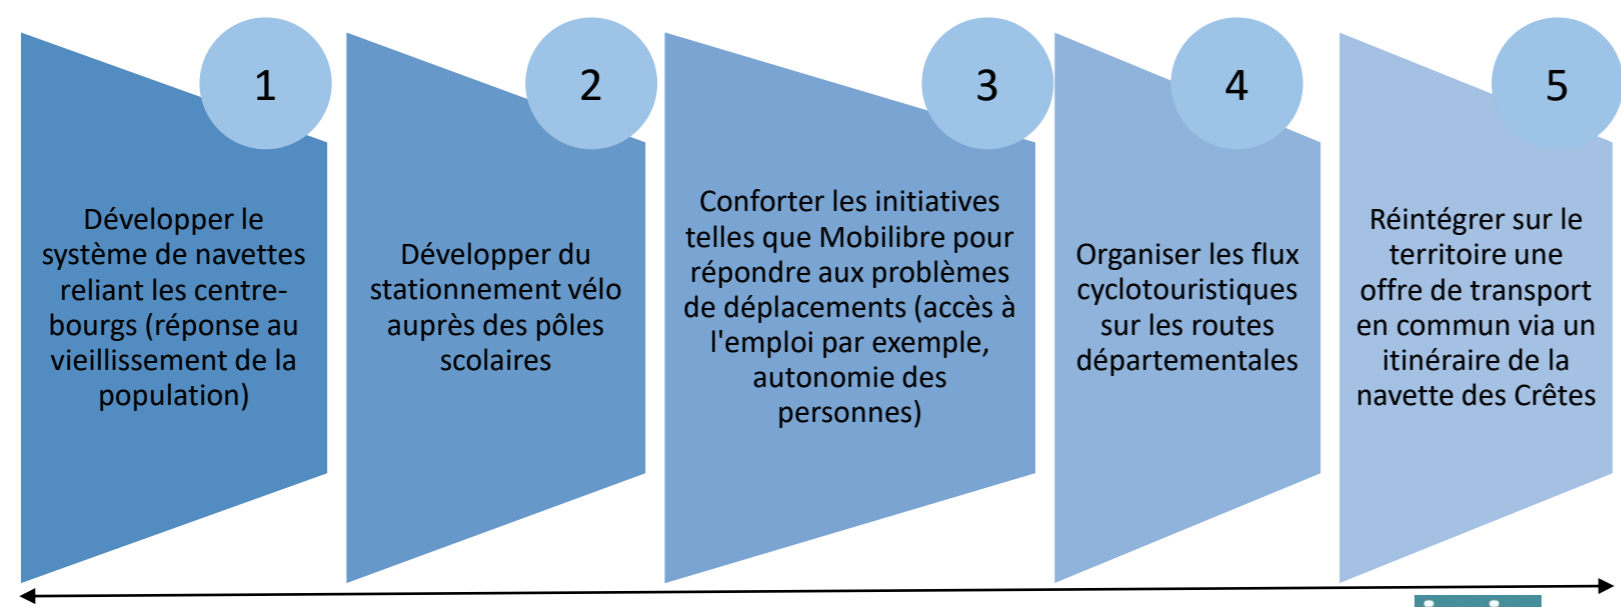 1
Développer le
système de navettes
reliant les centre-
bourgs (réponse au
vieillissement de la
population)
2
Développer du
stationnement vélo
auprès des pôles
scolaires
3
Conforter les initiatives
telles que Mobilibre pour
répondre aux problèmes
de déplacements (accès à
l'emploi par exemple,
autonomie des
personnes)
4
Organiser les flux
cyclotouristiques
sur les routes
départementales
5
Réintégrer sur le
territoire une
offre de transport
en commun via un
itinéraire de la
navette des Crêtes